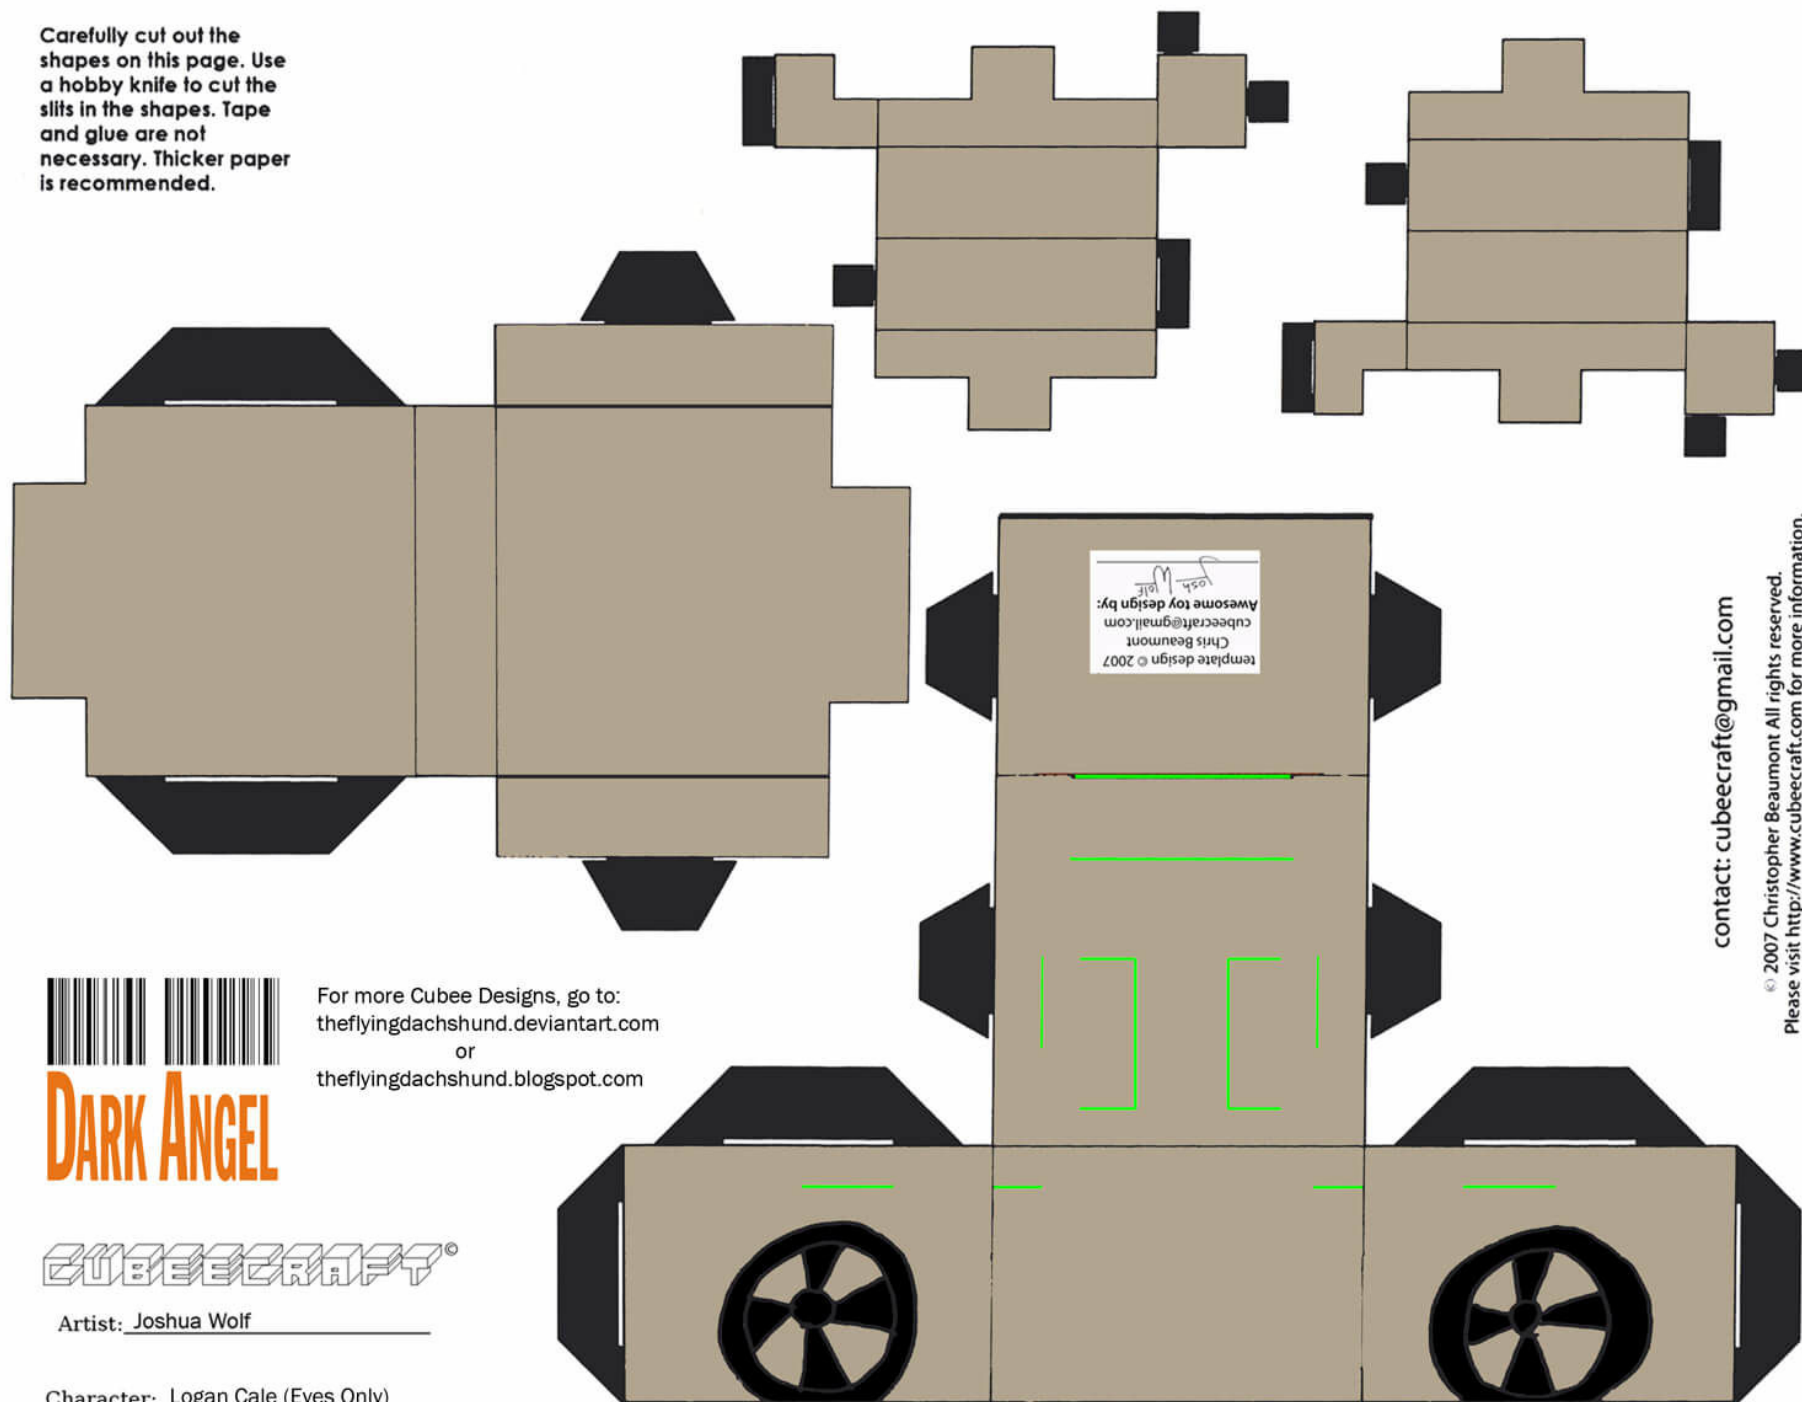 Carefully cut out the
shapes on this page. Use
a hobby knife to cut the
slits in the shapes. Tape
and glue are not
necessary. Thicker paper
is recommended.
template design © 2007
Chris Beaumont
cubeecraft@gmail.com
Awesome toy design by:
Josh Wolf
contact: cubeecraft@gmail.com
© 2007 Christopher Beaumont All rights reserved.
Please visit http://www.cubeecraft.com for more information.
For more Cubee Designs, go to:
theflyingdachshund.deviantart.com
or
theflyingdachshund.blogspot.com
DARK ANGEL
CUBEECRAFT©
Artist: Joshua Wolf
Character: Logan Cale (Eyes Only)